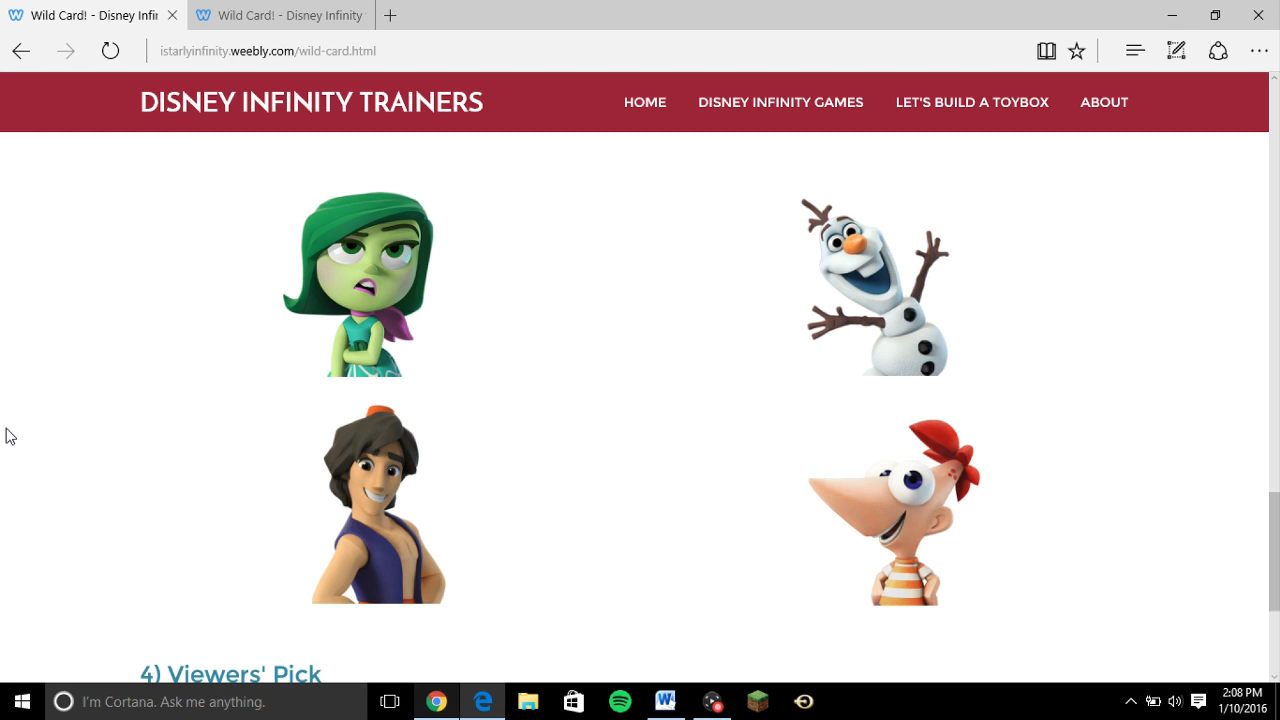 Wild Card! - Disney Infin
Wild Card! - Disney Infinity
istarlyinfinity.weebly.com/wild-card.html
DISNEY INFINITY TRAINERS
HOME
DISNEY INFINITY GAMES
LET'S BUILD A TOYBOX
ABOUT
4) Viewers' Pick
I'm Cortana. Ask me anything.
2:08 PM
1/10/2016